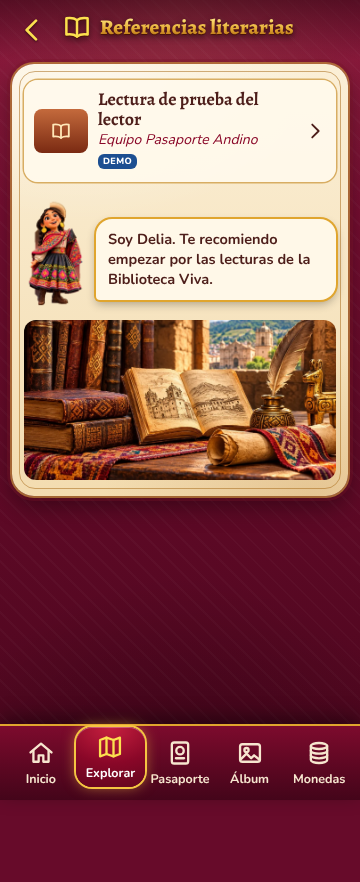 Referencias literarias
Lectura de prueba del
lector
Equipo Pasaporte Andino
DEMO
Soy Delia. Te recomiendo
empezar por las lecturas de la
Biblioteca Viva.
Inicio
Explorar
Pasaporte
Álbum
Monedas